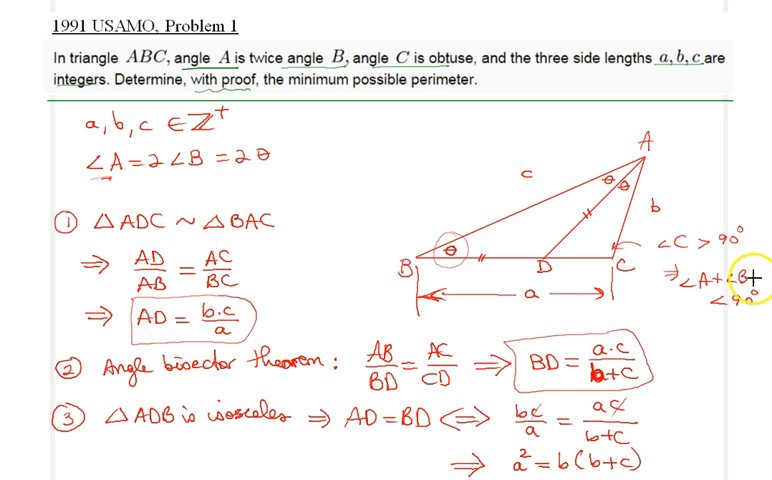 1991 USAMO, Problem 1
In triangle ABC, angle A is twice angle B, angle C is obtuse, and the three side lengths a, b, c are
integers. Determine, with proof, the minimum possible perimeter.
a, b, c ∈ ℤ⁺
∠A = 2∠B = 2θ
① △ADC ~ △BAC
⇒ AD/AB = AC/BC
⇒ AD = b·c/a
A
c
θ
θ
b
θ
B
D
C
a
∠C > 90°
⇒ ∠A + ∠B
< 90°
② Angle bisector theorem: AB/BD = AC/CD ⇒ BD = a·c/b+c
③ △ADB is isosceles ⇒ AD = BD ⇔ bc/a = ac/b+c
⇒ a² = b(b+c)